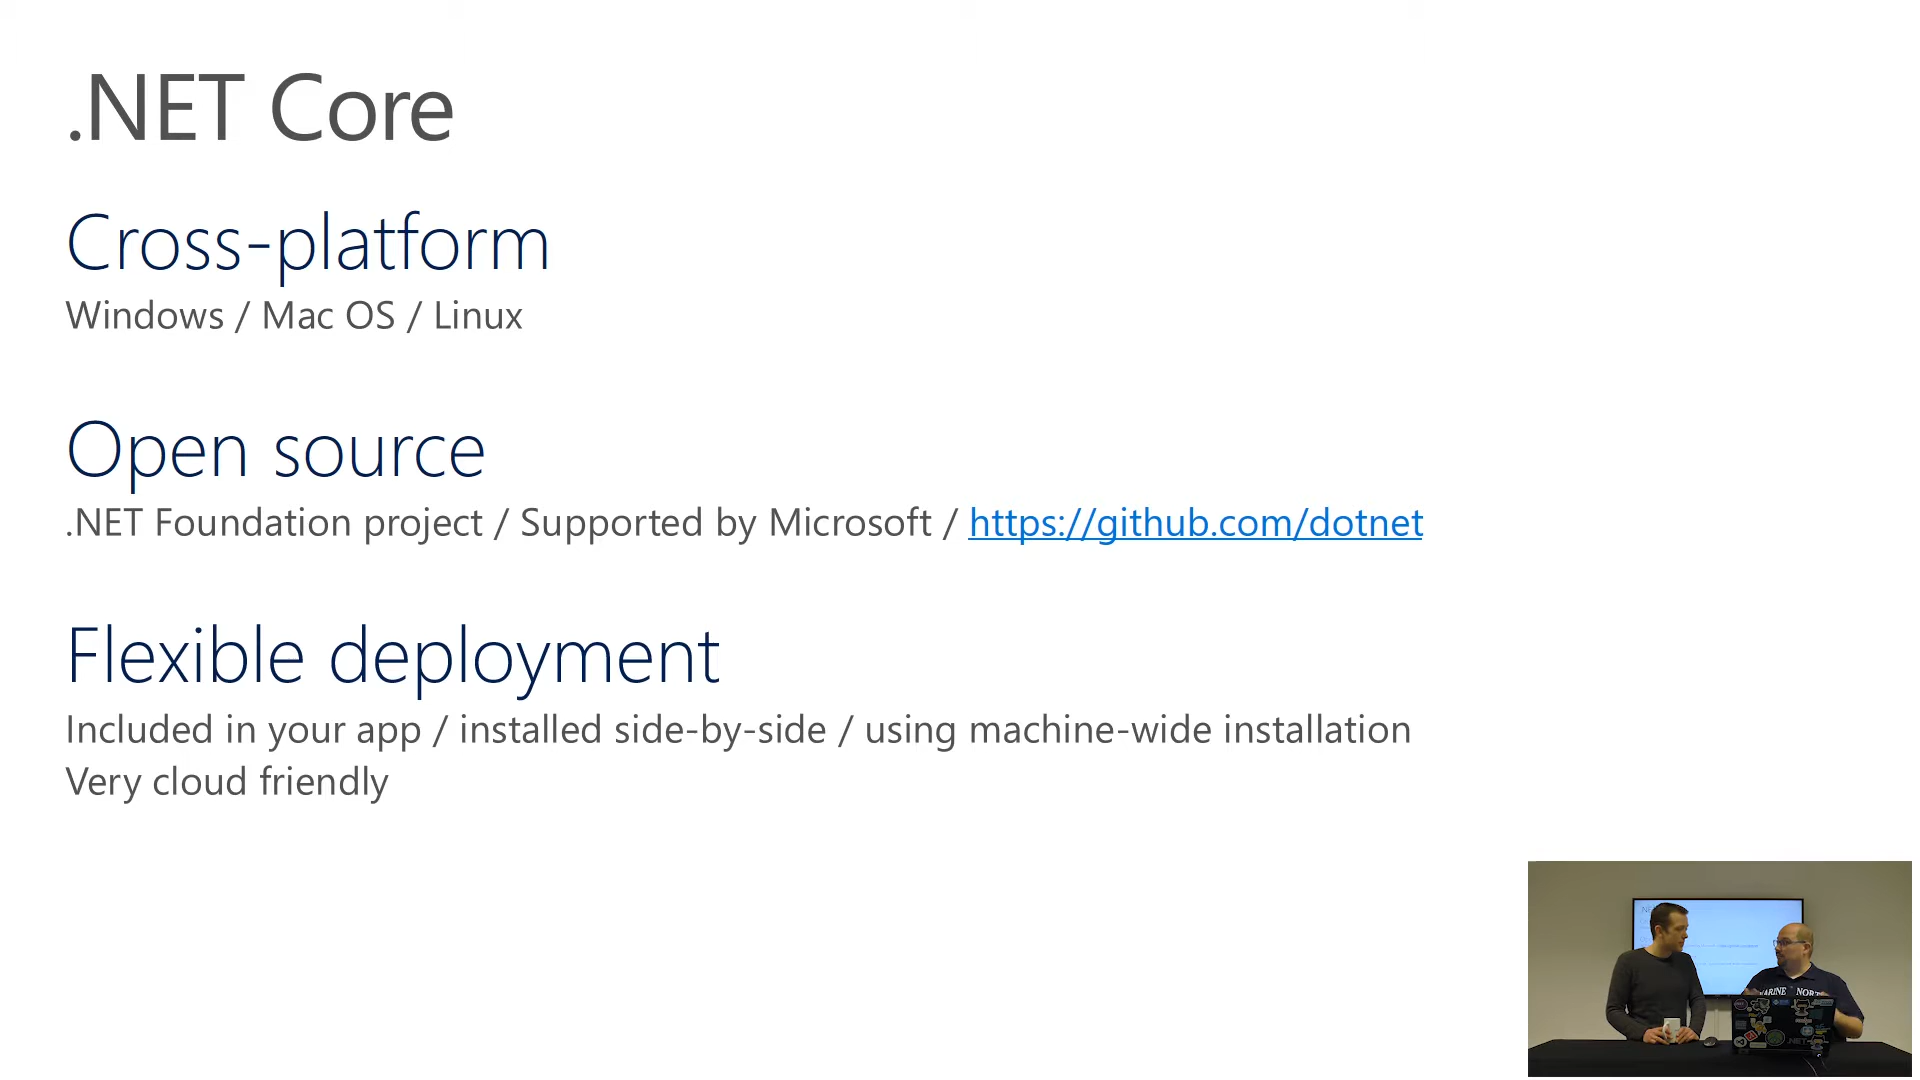 .NET Core
Cross-platform
Windows / Mac OS / Linux
Open source
.NET Foundation project / Supported by Microsoft / https://github.com/dotnet
Flexible deployment
Included in your app / installed side-by-side / using machine-wide installation
Very cloud friendly